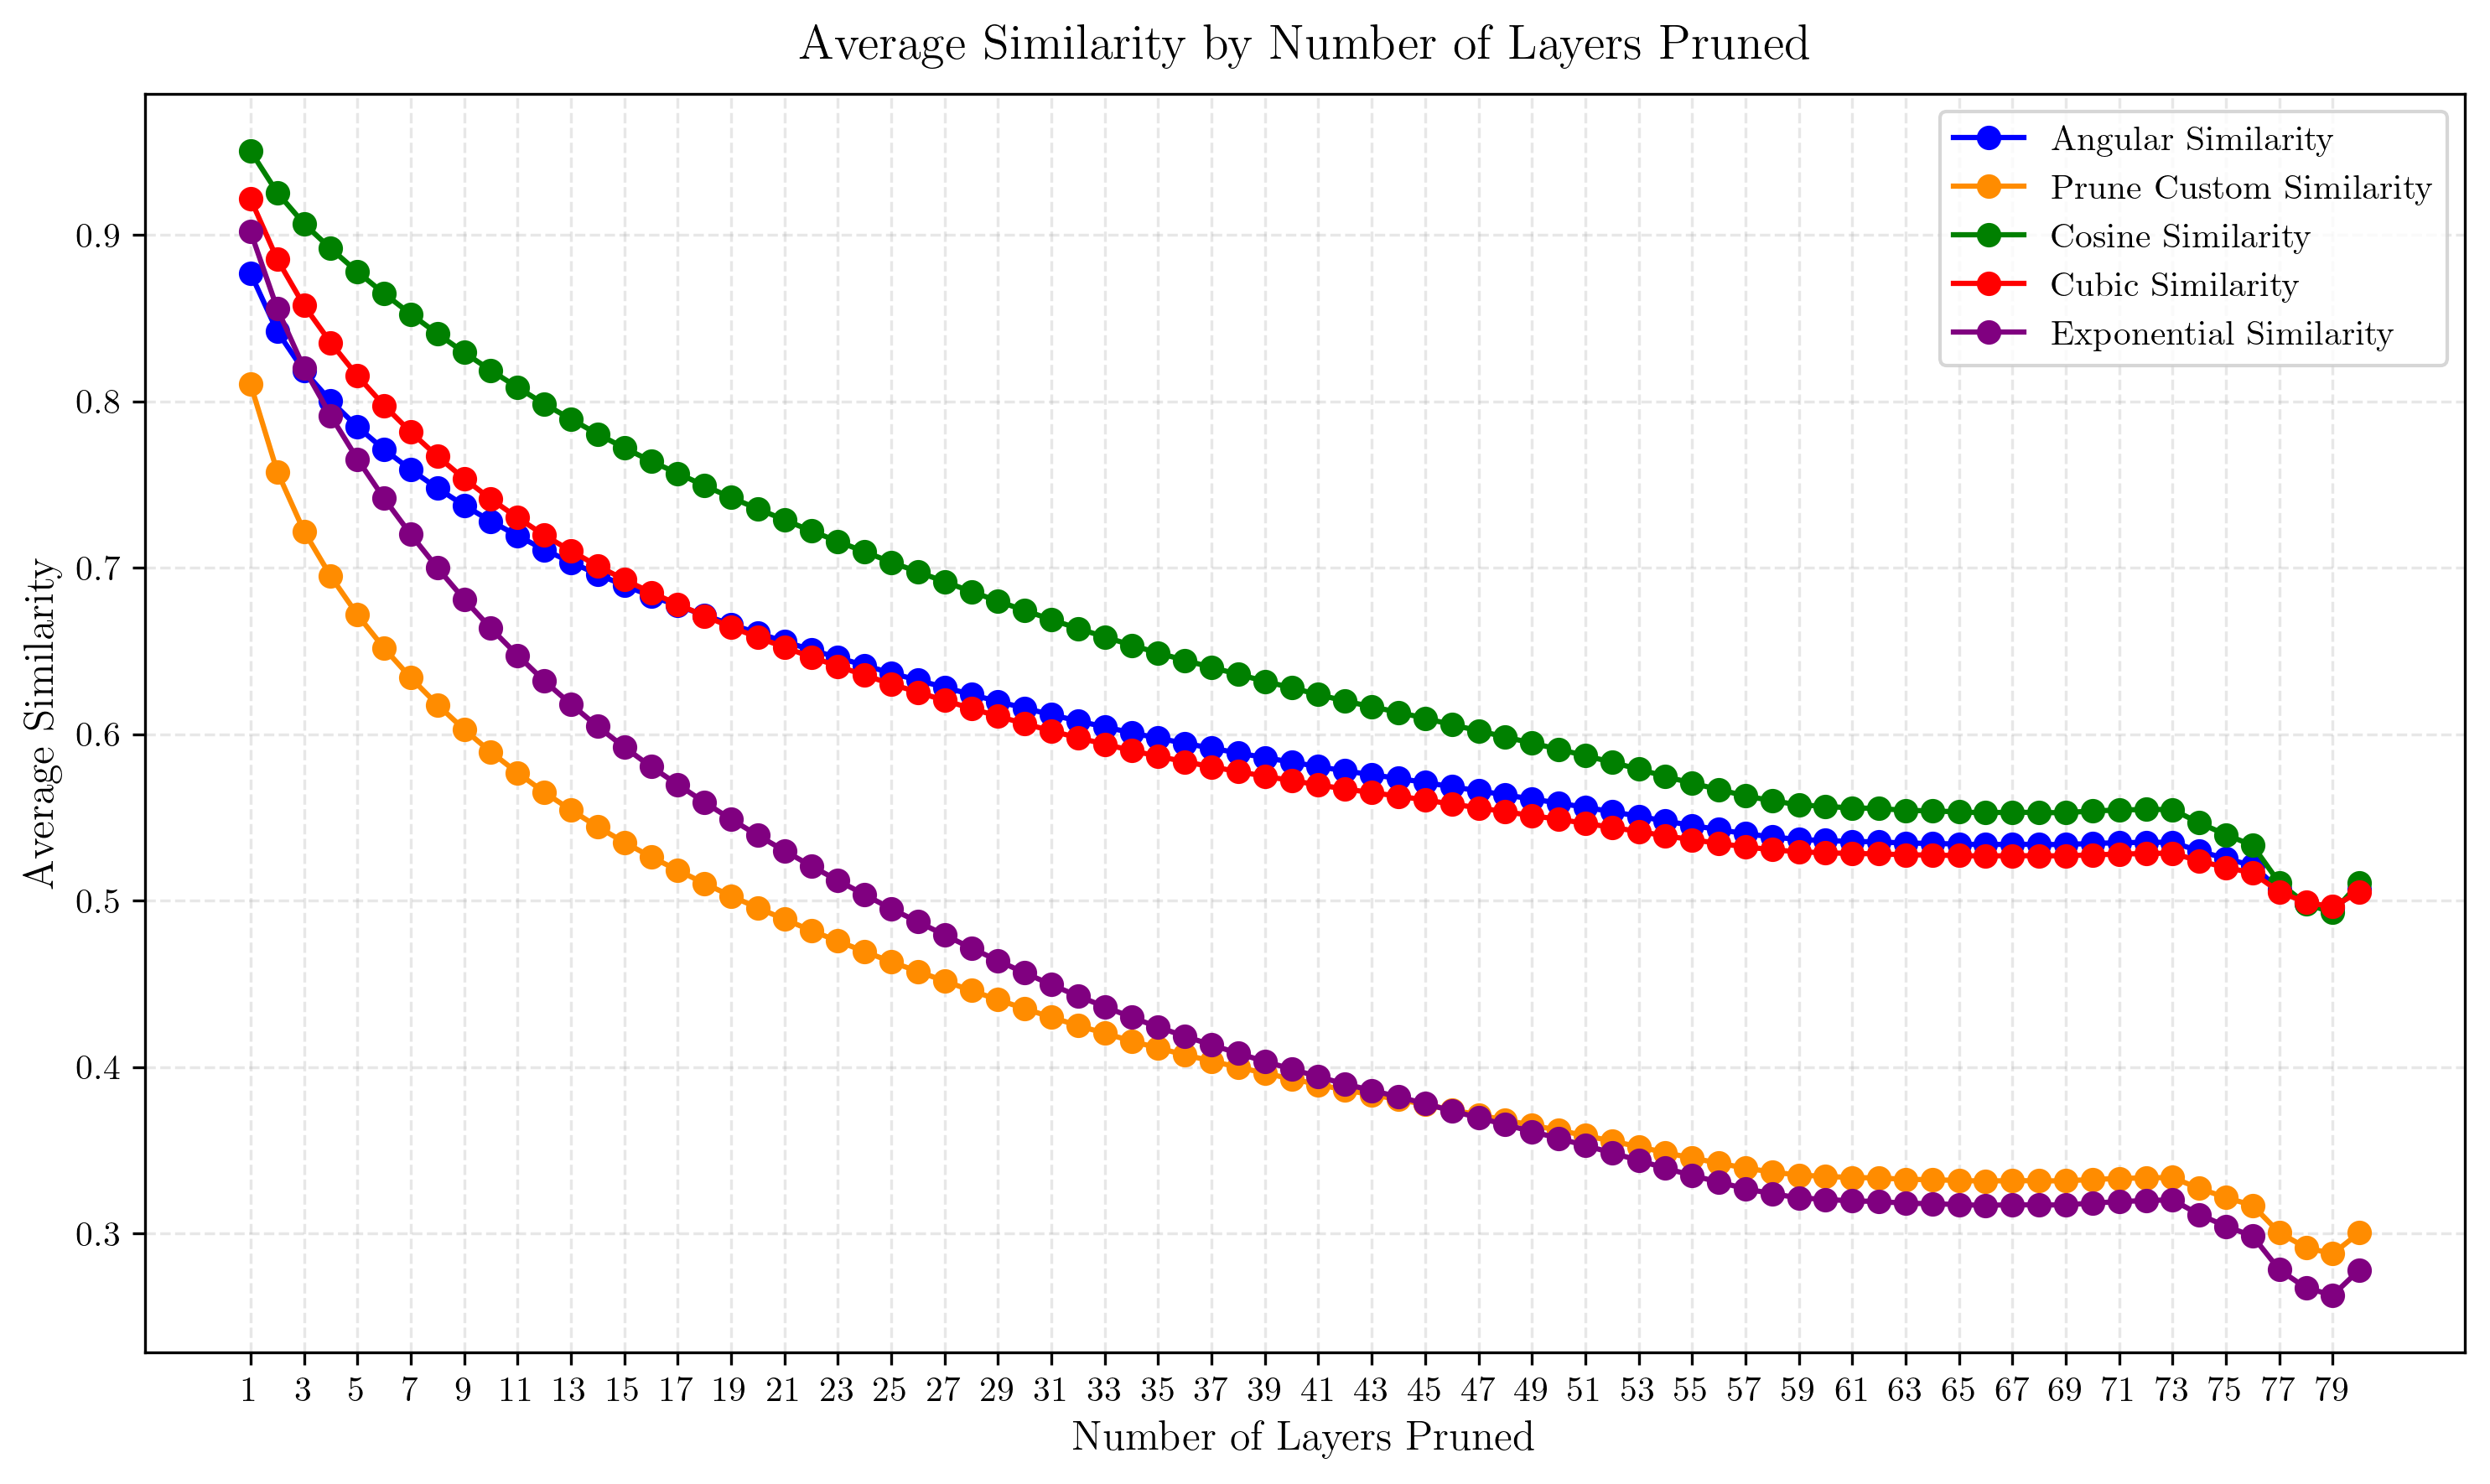 Average Similarity by Number of Layers Pruned
Angular Similarity
Prune Custom Similarity
Cosine Similarity
Cubic Similarity
Exponential Similarity
Average Similarity
0.9
0.8
0.7
0.6
0.5
0.4
0.3
1 3 5 7 9 11 13 15 17 19 21 23 25 27 29 31 33 35 37 39 41 43 45 47 49 51 53 55 57 59 61 63 65 67 69 71 73 75 77 79
Number of Layers Pruned